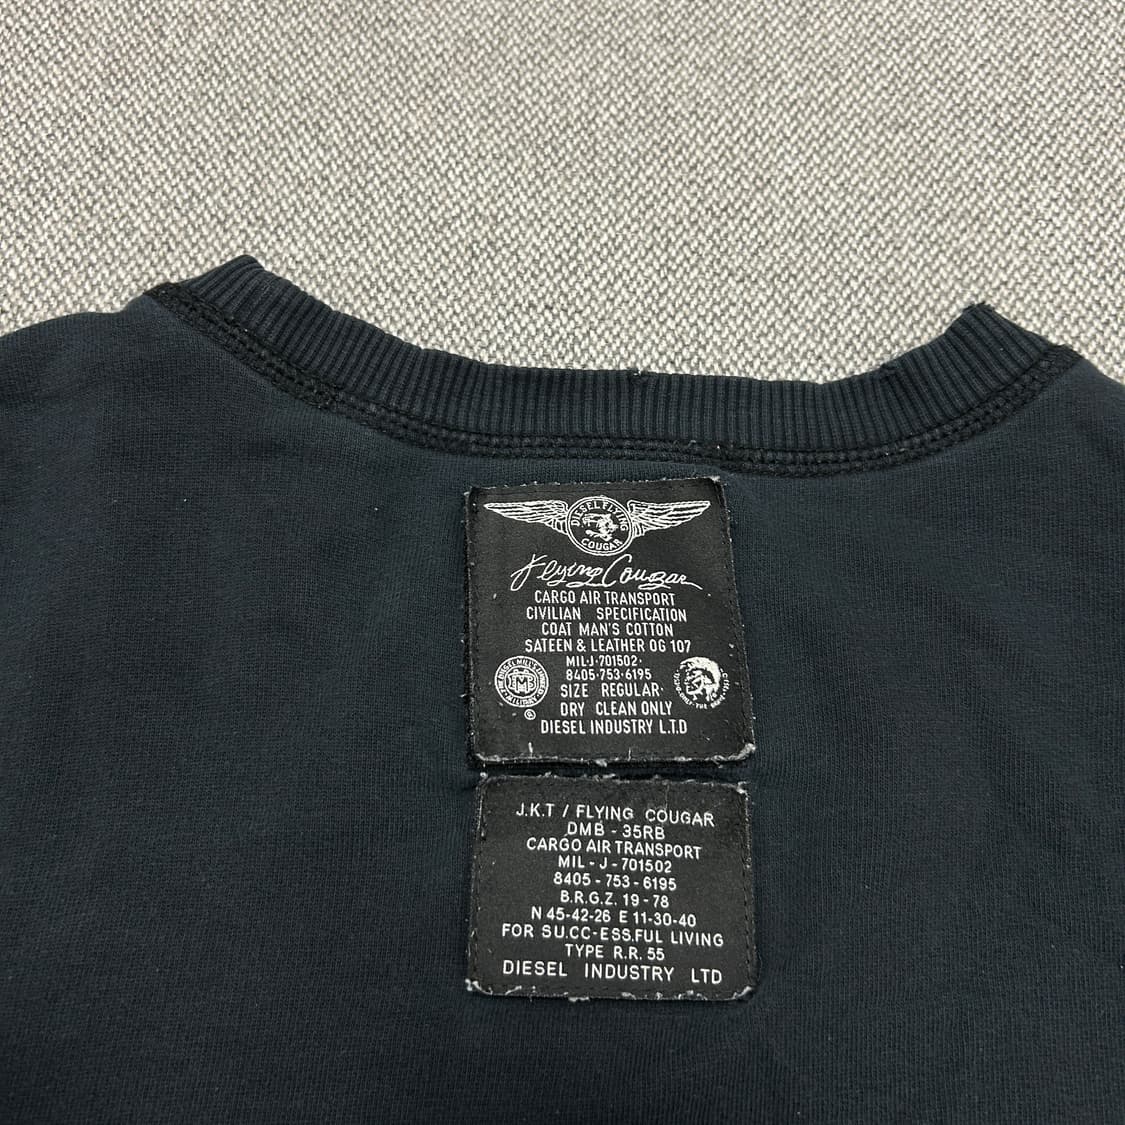 DIESEL FLYING
COUGAR
Flying Cougar
CARGO AIR TRANSPORT
CIVILIAN SPECIFICATION
COAT MAN'S COTTON
SATEEN & LEATHER OG 107
MIL·J·701502·
8405·753·6195
SIZE REGULAR·
DRY CLEAN ONLY
DIESEL INDUSTRY L.T.D
®
J.K.T / FLYING COUGAR
DMB - 35RB
CARGO AIR TRANSPORT
MIL - J - 701502
8405 - 753 - 6195
B.R.G.Z. 19 - 78
N 45-42-26 E 11-30-40
FOR SU.CC-ESS.FUL LIVING
TYPE R.R. 55
DIESEL INDUSTRY LTD